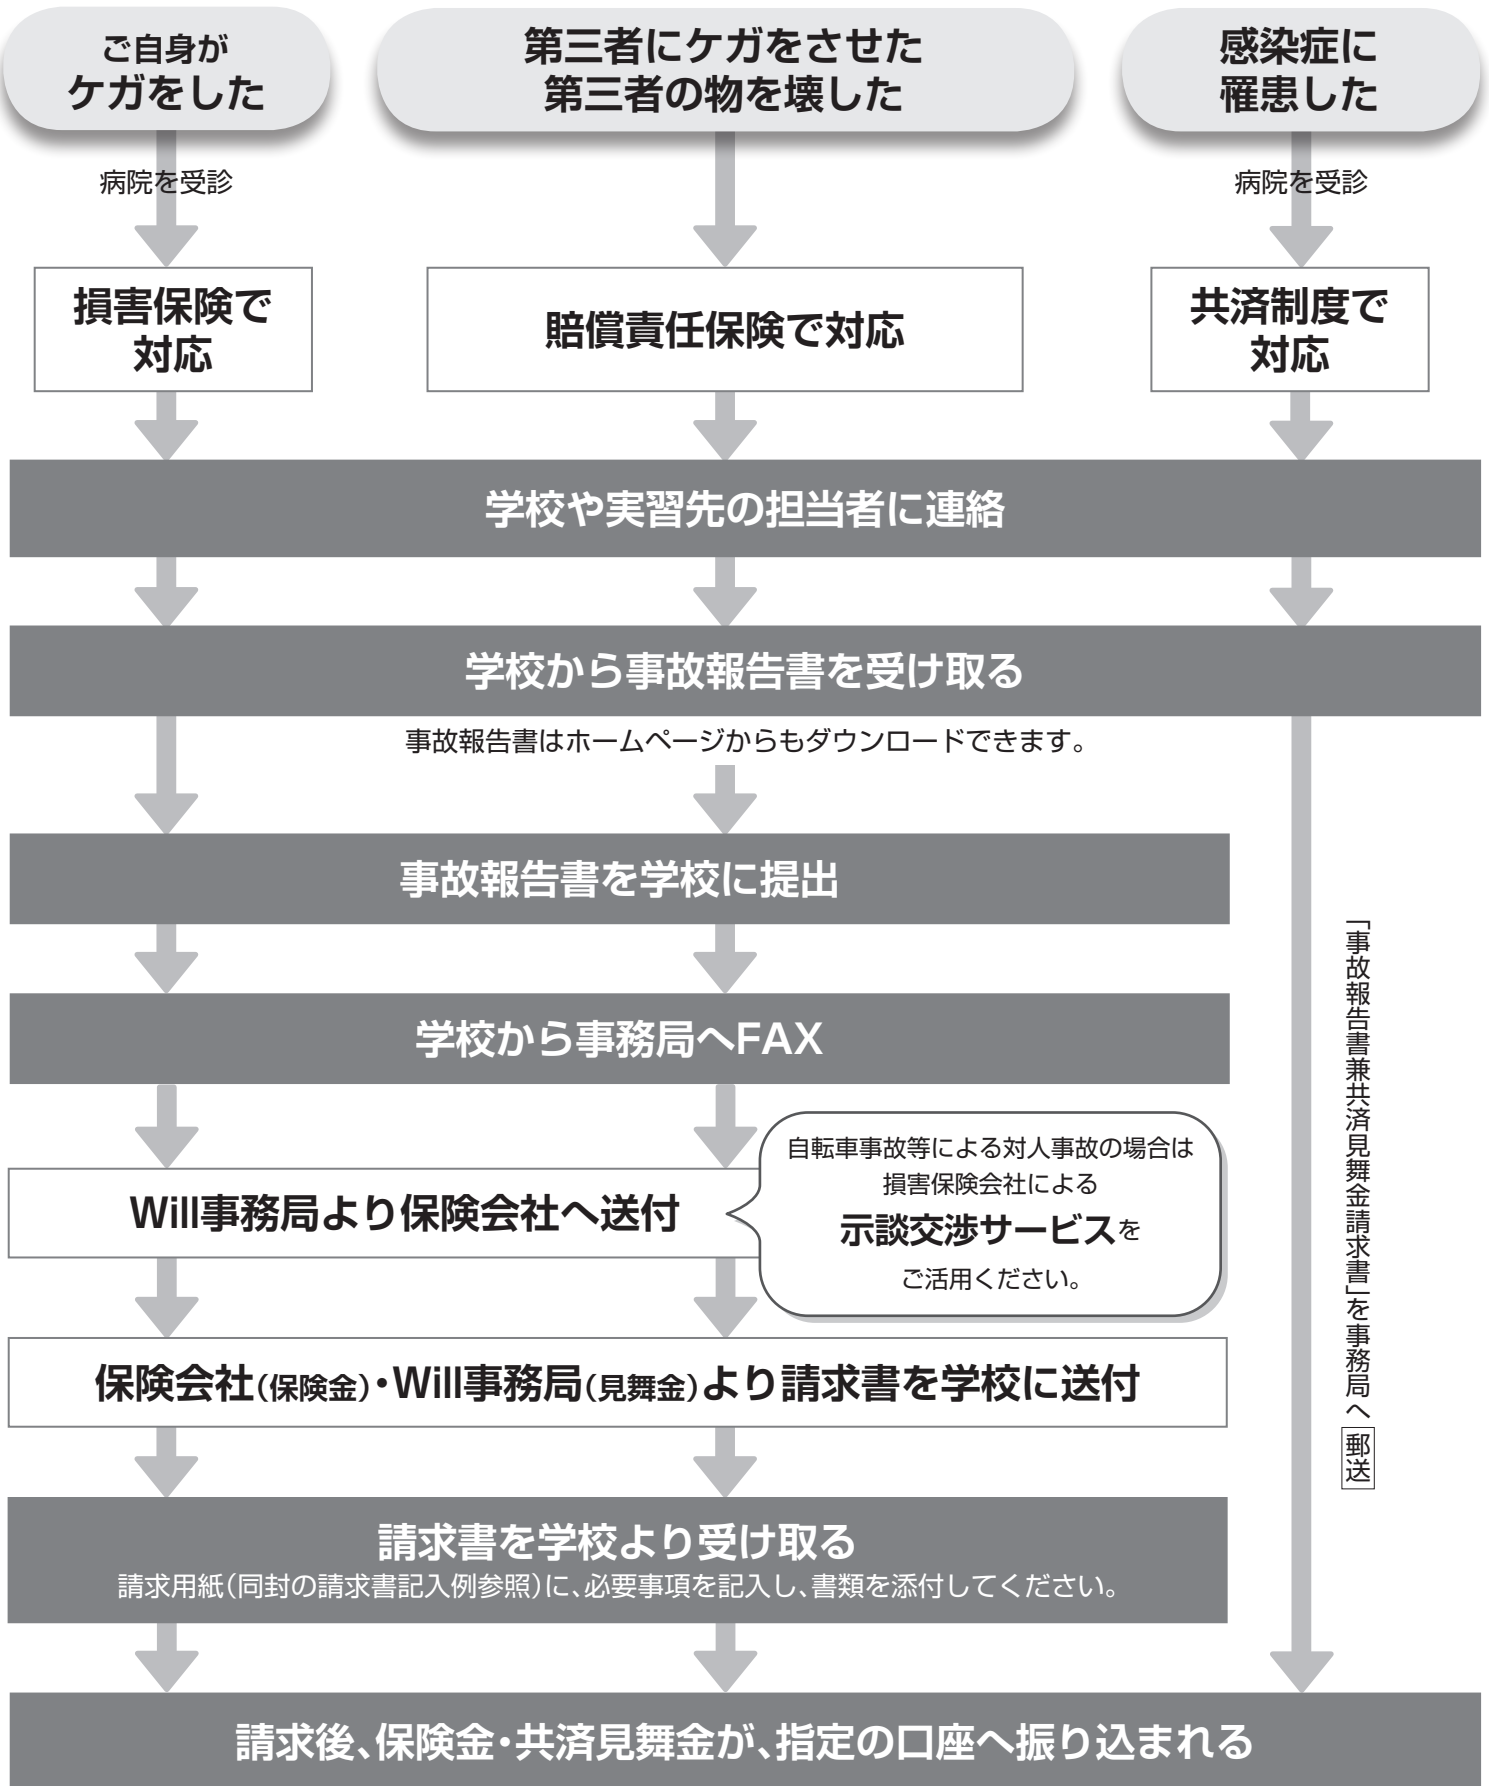 ご自身が
ケガをした
第三者にケガをさせた
第三者の物を壊した
感染症に
罹患した
病院を受診
病院を受診
損害保険で
対応
賠償責任保険で対応
共済制度で
対応
学校や実習先の担当者に連絡
学校から事故報告書を受け取る
事故報告書はホームページからもダウンロードできます。
事故報告書を学校に提出
学校から事務局へFAX
Will事務局より保険会社へ送付
自転車事故等による対人事故の場合は
損害保険会社による
示談交渉サービスを
ご活用ください。
保険会社(保険金)・Will事務局(見舞金)より請求書を学校に送付
請求書を学校より受け取る
請求用紙(同封の請求書記入例参照)に、必要事項を記入し、書類を添付してください。
「事故報告書兼共済見舞金請求書」を事務局へ郵送
請求後、保険金・共済見舞金が、指定の口座へ振り込まれる